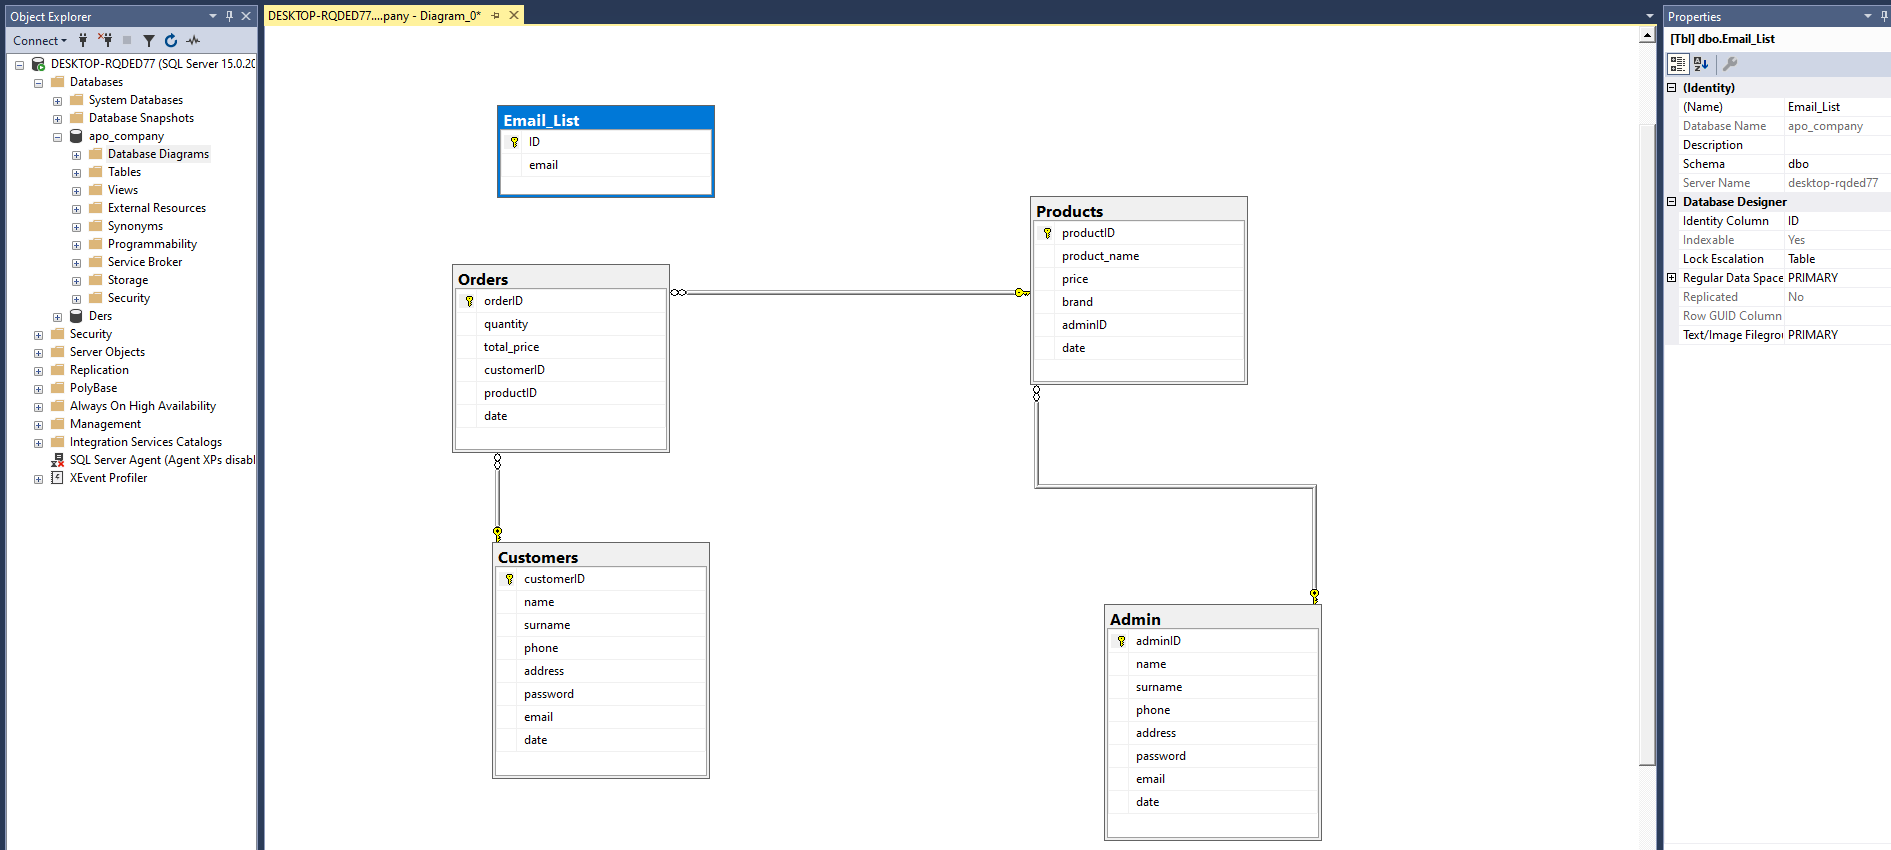 Object Explorer
Connect
DESKTOP-RQDED77 (SQL Server 15.0.20
Databases
System Databases
Database Snapshots
apo_company
Database Diagrams
Tables
Views
External Resources
Synonyms
Programmability
Service Broker
Storage
Security
Ders
Security
Server Objects
Replication
PolyBase
Always On High Availability
Management
Integration Services Catalogs
SQL Server Agent (Agent XPs disabl
XEvent Profiler
DESKTOP-RQDED77....pany - Diagram_0*
Email_List
ID
email
Orders
orderID
quantity
total_price
customerID
productID
date
Products
productID
product_name
price
brand
adminID
date
Customers
customerID
name
surname
phone
address
password
email
date
Admin
adminID
name
surname
phone
address
password
email
date
Properties
[Tbl] dbo.Email_List
(Identity)
(Name) Email_List
Database Name apo_company
Description
Schema dbo
Server Name desktop-rqded77
Database Designer
Identity Column ID
Indexable Yes
Lock Escalation Table
Regular Data Space PRIMARY
Replicated No
Row GUID Column
Text/Image Filegrou PRIMARY